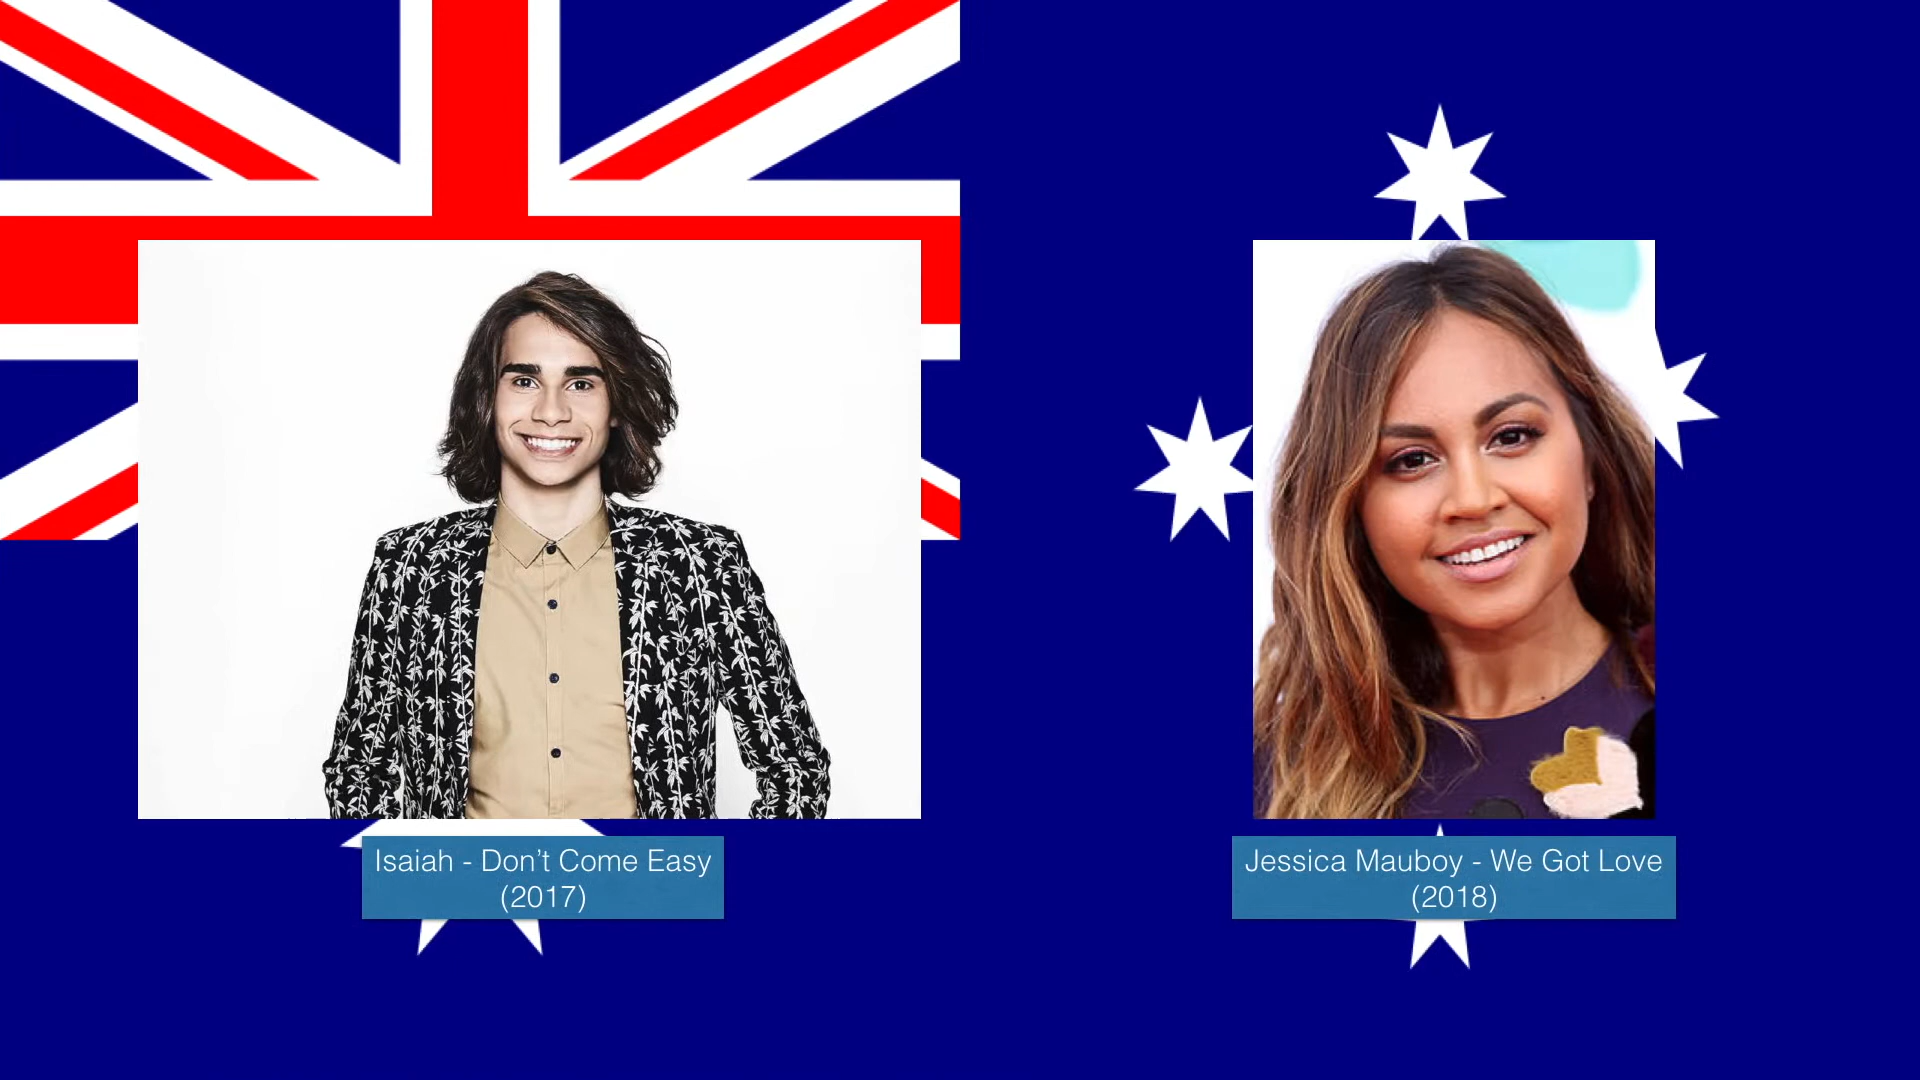 Isaiah - Don’t Come Easy
(2017)
Jessica Mauboy - We Got Love
(2018)